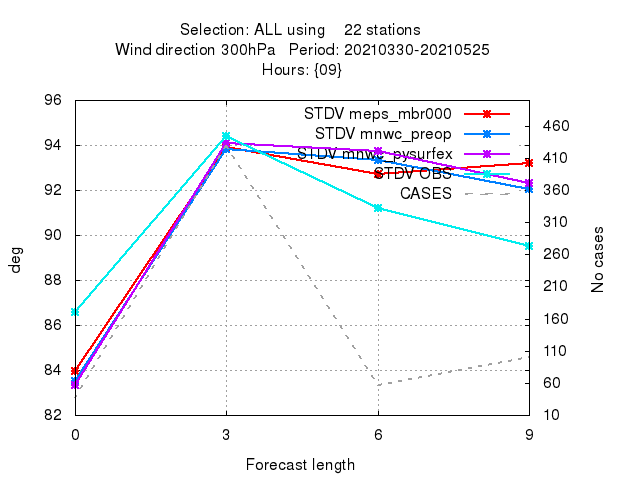 Selection: ALL using 22 stations
Wind direction 300hPa Period: 20210330-20210525
Hours: {09}
96
94
92
90
88
86
84
82
deg
STDV meps_mbr000
STDV mnwc_preop
STDV mnwc_pysurfex
STDV OBS
CASES
460
410
360
310
260
210
160
110
60
10
No cases
0 3 6 9
Forecast length